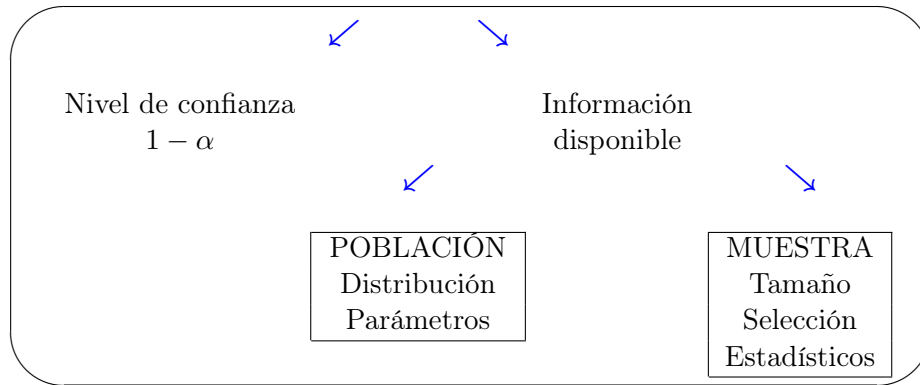 Nivel de confianza
1 − α
Información
disponible
POBLACIÓN
Distribución
Parámetros
MUESTRA
Tamaño
Selección
Estadísticos